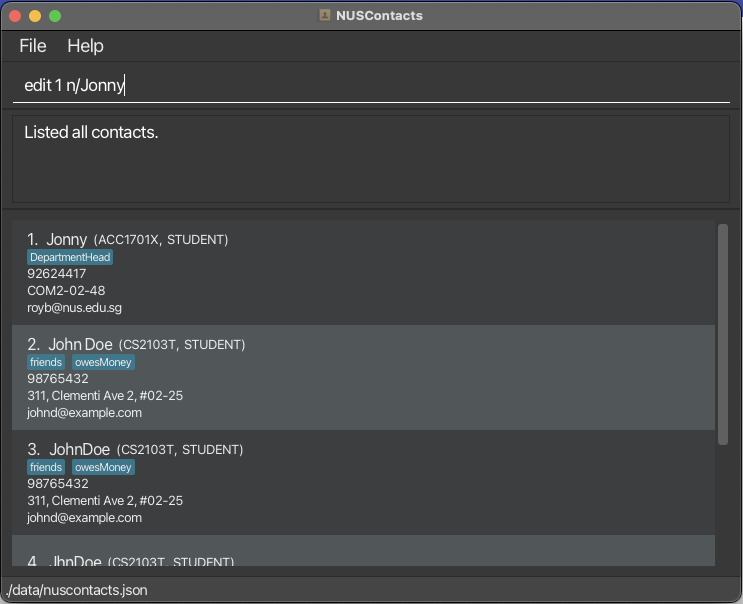 NUSContacts
File Help
edit 1 n/Jonny
Listed all contacts.
1. Jonny (ACC1701X, STUDENT)
DepartmentHead
92624417
COM2-02-48
royb@nus.edu.sg
2. John Doe (CS2103T, STUDENT)
friends owesMoney
98765432
311, Clementi Ave 2, #02-25
johnd@example.com
3. JohnDoe (CS2103T, STUDENT)
friends owesMoney
98765432
311, Clementi Ave 2, #02-25
johnd@example.com
4. JhnDoe (CS2103T, STUDENT)
./data/nuscontacts.json